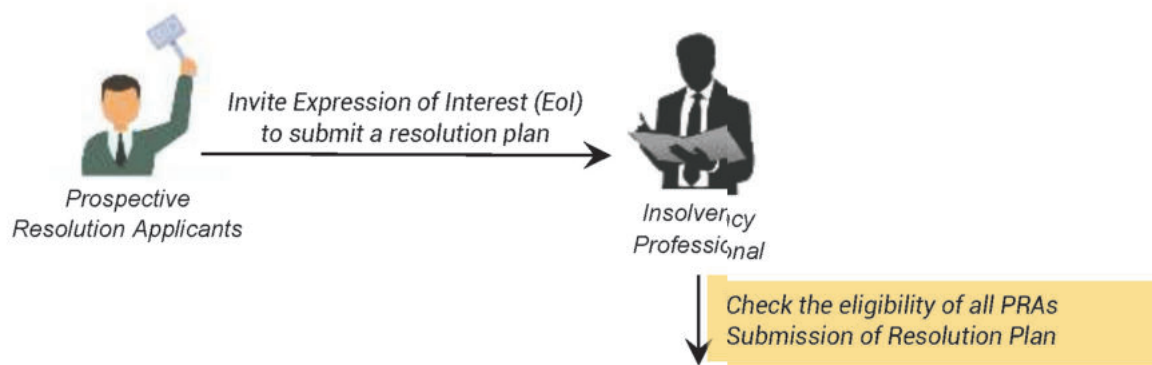 Invite Expression of Interest (EoI)
to submit a resolution plan
Prospective
Resolution Applicants
Insolvency
Professional
Check the eligibility of all PRAs
Submission of Resolution Plan